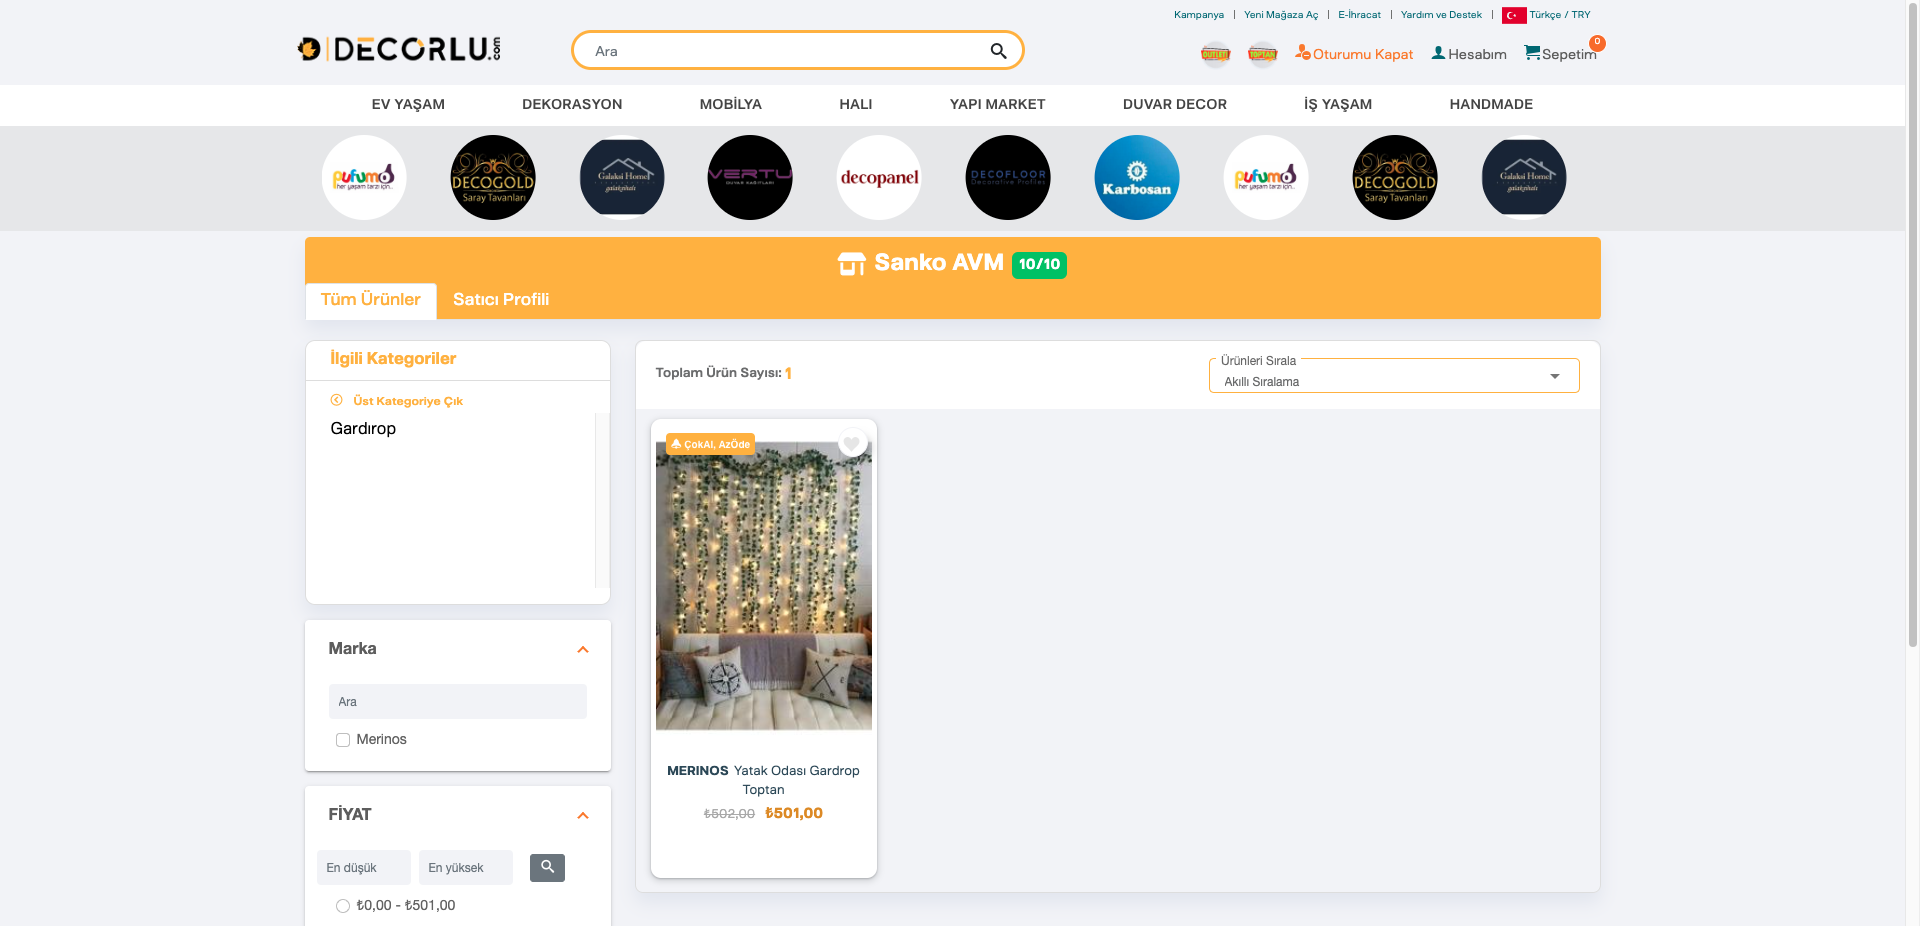 Kampanya | Yeni Mağaza Aç | E-İhracat | Yardım ve Destek | Türkçe / TRY
DECORLU.com
Ara
OUTLET
TOPTAN
Oturumu Kapat
Hesabım
Sepetim
0
EV YAŞAM
DEKORASYON
MOBİLYA
HALI
YAPI MARKET
DUVAR DECOR
İŞ YAŞAM
HANDMADE
pufumo
her yaşam tarzı için..
DECOGOLD
Saray Tavanları
Galaksi Home
VERTU
DUVAR KAĞITLARI
decopanel
DECOFLOOR
Decorative Profiles
Karbosan
pufumo
her yaşam tarzı için..
DECOGOLD
Saray Tavanları
Galaksi Home
Sanko AVM 10/10
Tüm Ürünler
Satıcı Profili
İlgili Kategoriler
Üst Kategoriye Çık
Gardırop
Marka
Ara
Merinos
FİYAT
En düşük
En yüksek
₺0,00 - ₺501,00
Toplam Ürün Sayısı: 1
Ürünleri Sırala
Akıllı Sıralama
ÇokAl, AzÖde
MERINOS Yatak Odası Gardrop
Toptan
₺502,00 ₺501,00